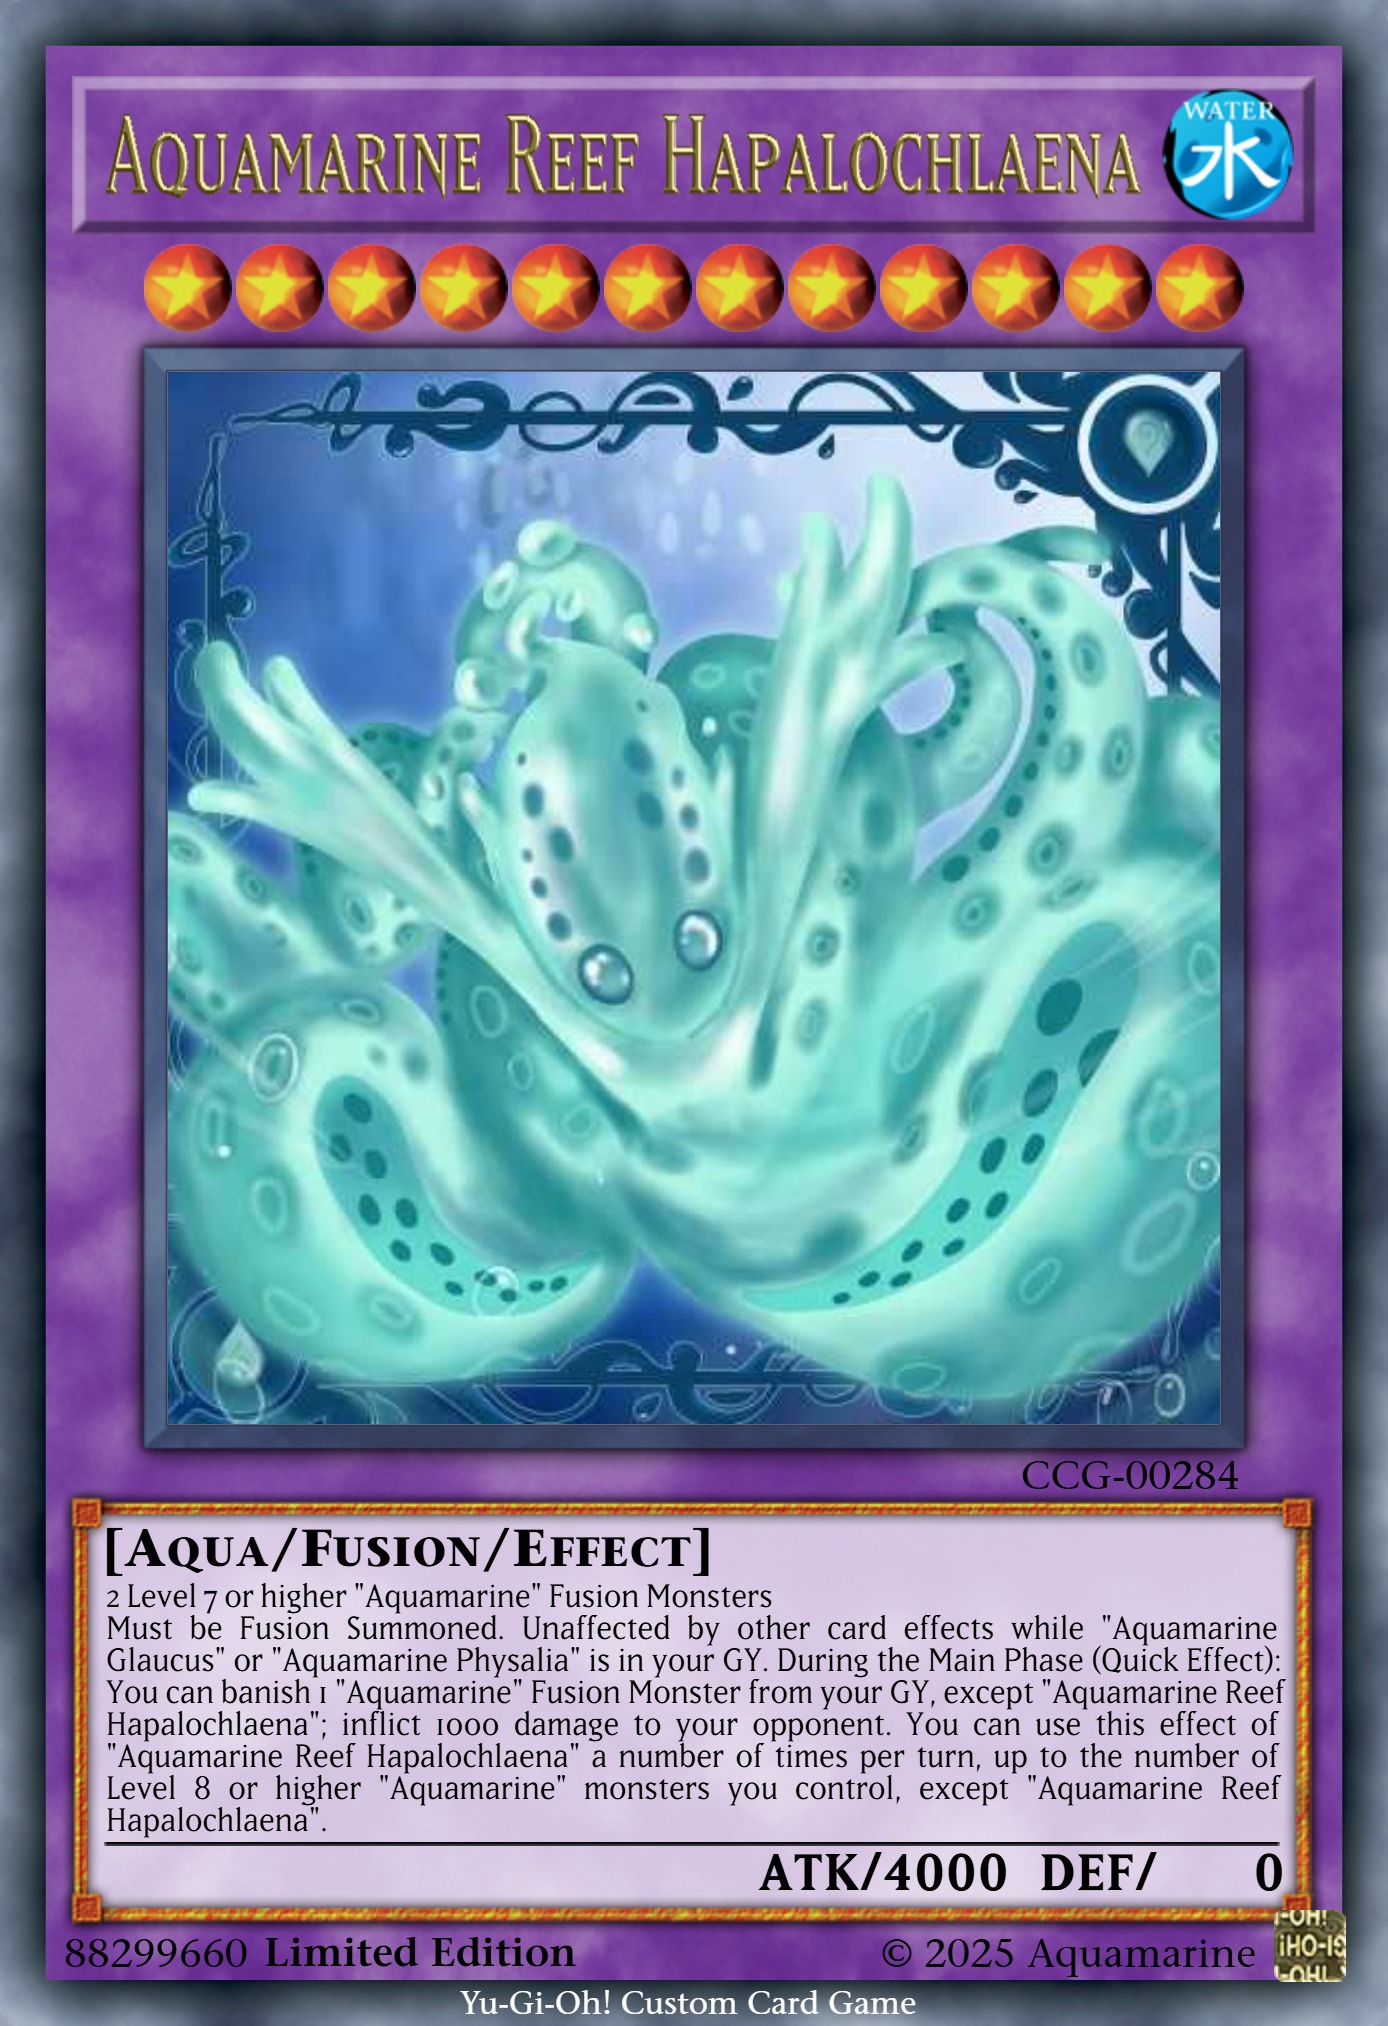 Aquamarine Reef Hapalochlaena
WATER
水
CCG-00284
[Aqua/Fusion/Effect]
2 Level 7 or higher "Aquamarine" Fusion Monsters
Must be Fusion Summoned. Unaffected by other card effects while "Aquamarine
Glaucus" or "Aquamarine Physalia" is in your GY. During the Main Phase (Quick Effect):
You can banish 1 "Aquamarine" Fusion Monster from your GY, except "Aquamarine Reef
Hapalochlaena"; inflict 1000 damage to your opponent. You can use this effect of
"Aquamarine Reef Hapalochlaena" a number of times per turn, up to the number of
Level 8 or higher "Aquamarine" monsters you control, except "Aquamarine Reef
Hapalochlaena".
ATK/4000 DEF/ 0
88299660 Limited Edition
© 2025 Aquamarine
Yu-Gi-Oh! Custom Card Game